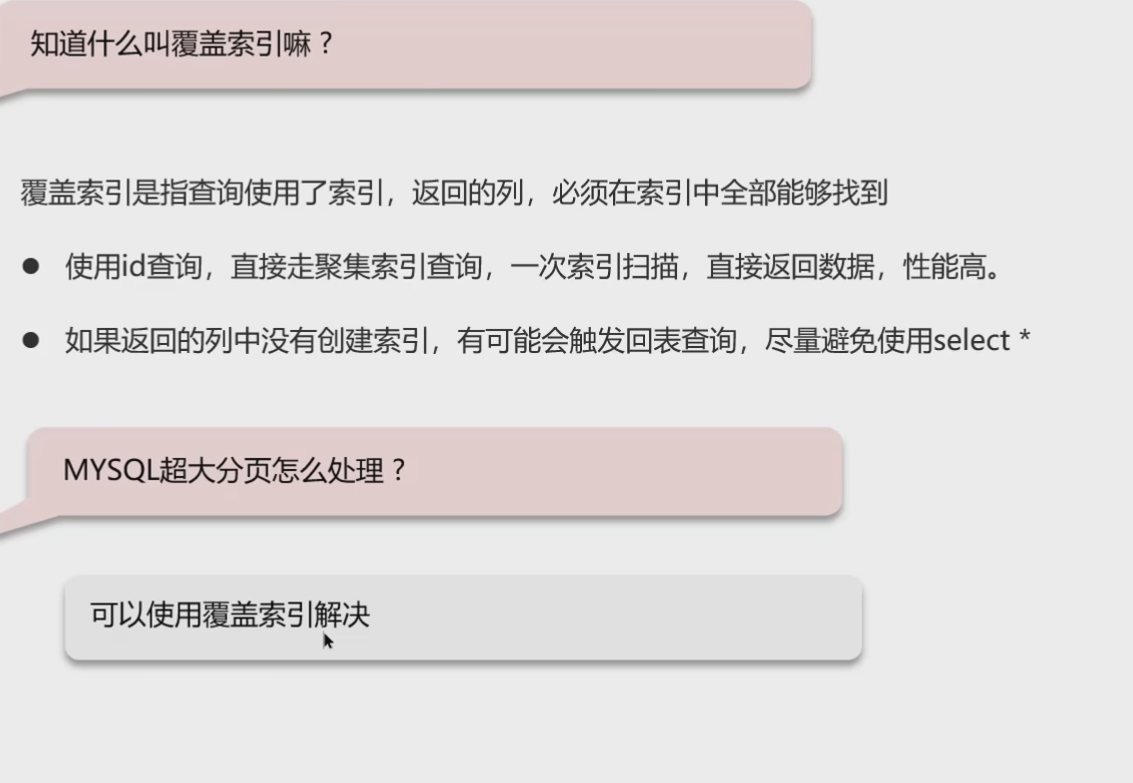 知道什么叫覆盖索引嘛？
覆盖索引是指查询使用了索引，返回的列，必须在索引中全部能够找到
● 使用id查询，直接走聚集索引查询，一次索引扫描，直接返回数据，性能高。
● 如果返回的列中没有创建索引，有可能会触发回表查询，尽量避免使用select *
MYSQL超大分页怎么处理？
可以使用覆盖索引解决